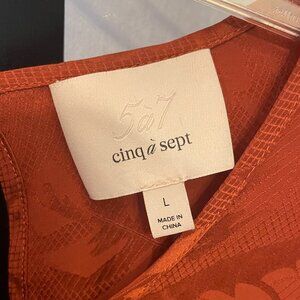 5à7
cinq à sept
L
MADE IN
CHINA